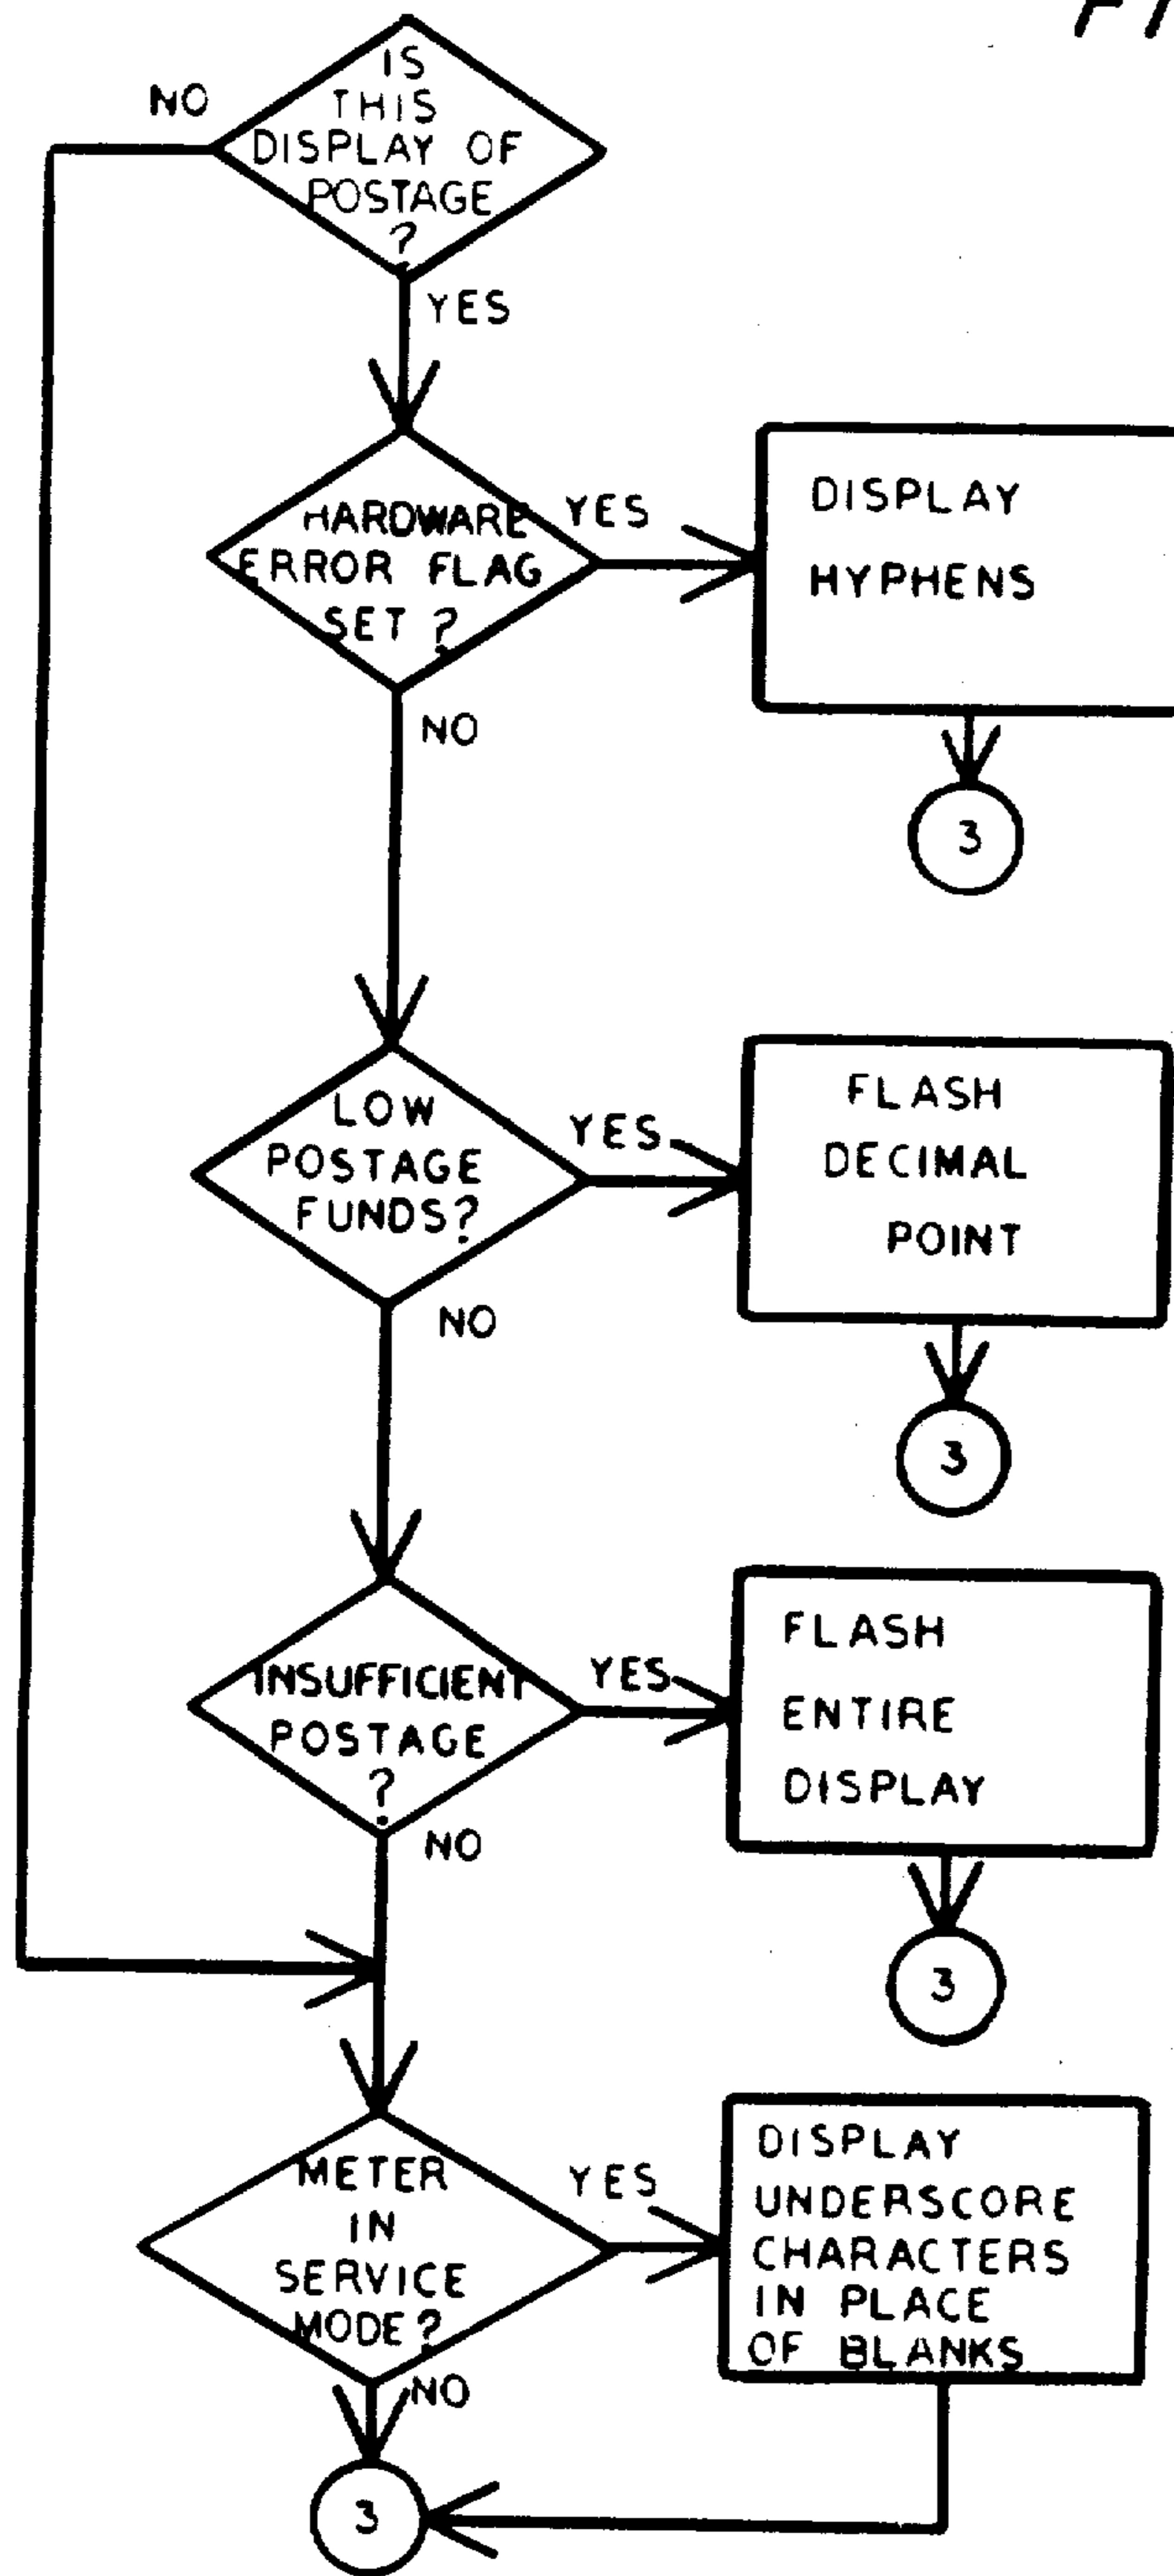 IS
THIS
DISPLAY OF
POSTAGE
?
NO
YES
HARDWARE
ERROR FLAG
SET ?
YES
NO
DISPLAY
HYPHENS
3
LOW
POSTAGE
FUNDS?
YES
NO
FLASH
DECIMAL
POINT
3
INSUFFICIENT
POSTAGE
?
YES
NO
FLASH
ENTIRE
DISPLAY
3
METER
IN
SERVICE
MODE?
YES
NO
DISPLAY
UNDERSCORE
CHARACTERS
IN PLACE
OF BLANKS
3